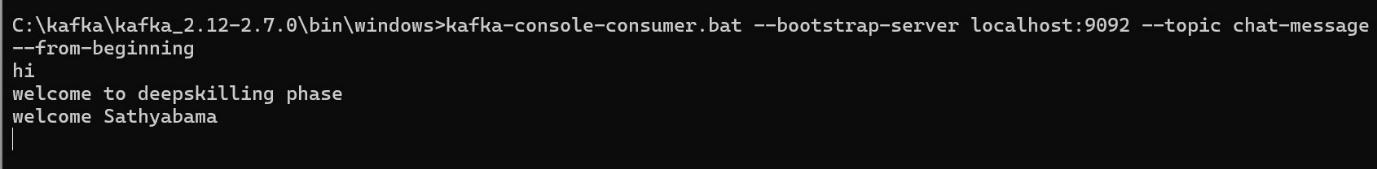 C:\kafka\kafka_2.12-2.7.0\bin\windows>kafka-console-consumer.bat --bootstrap-server localhost:9092 --topic chat-message
--from-beginning
hi
welcome to deepskilling phase
welcome Sathyabama